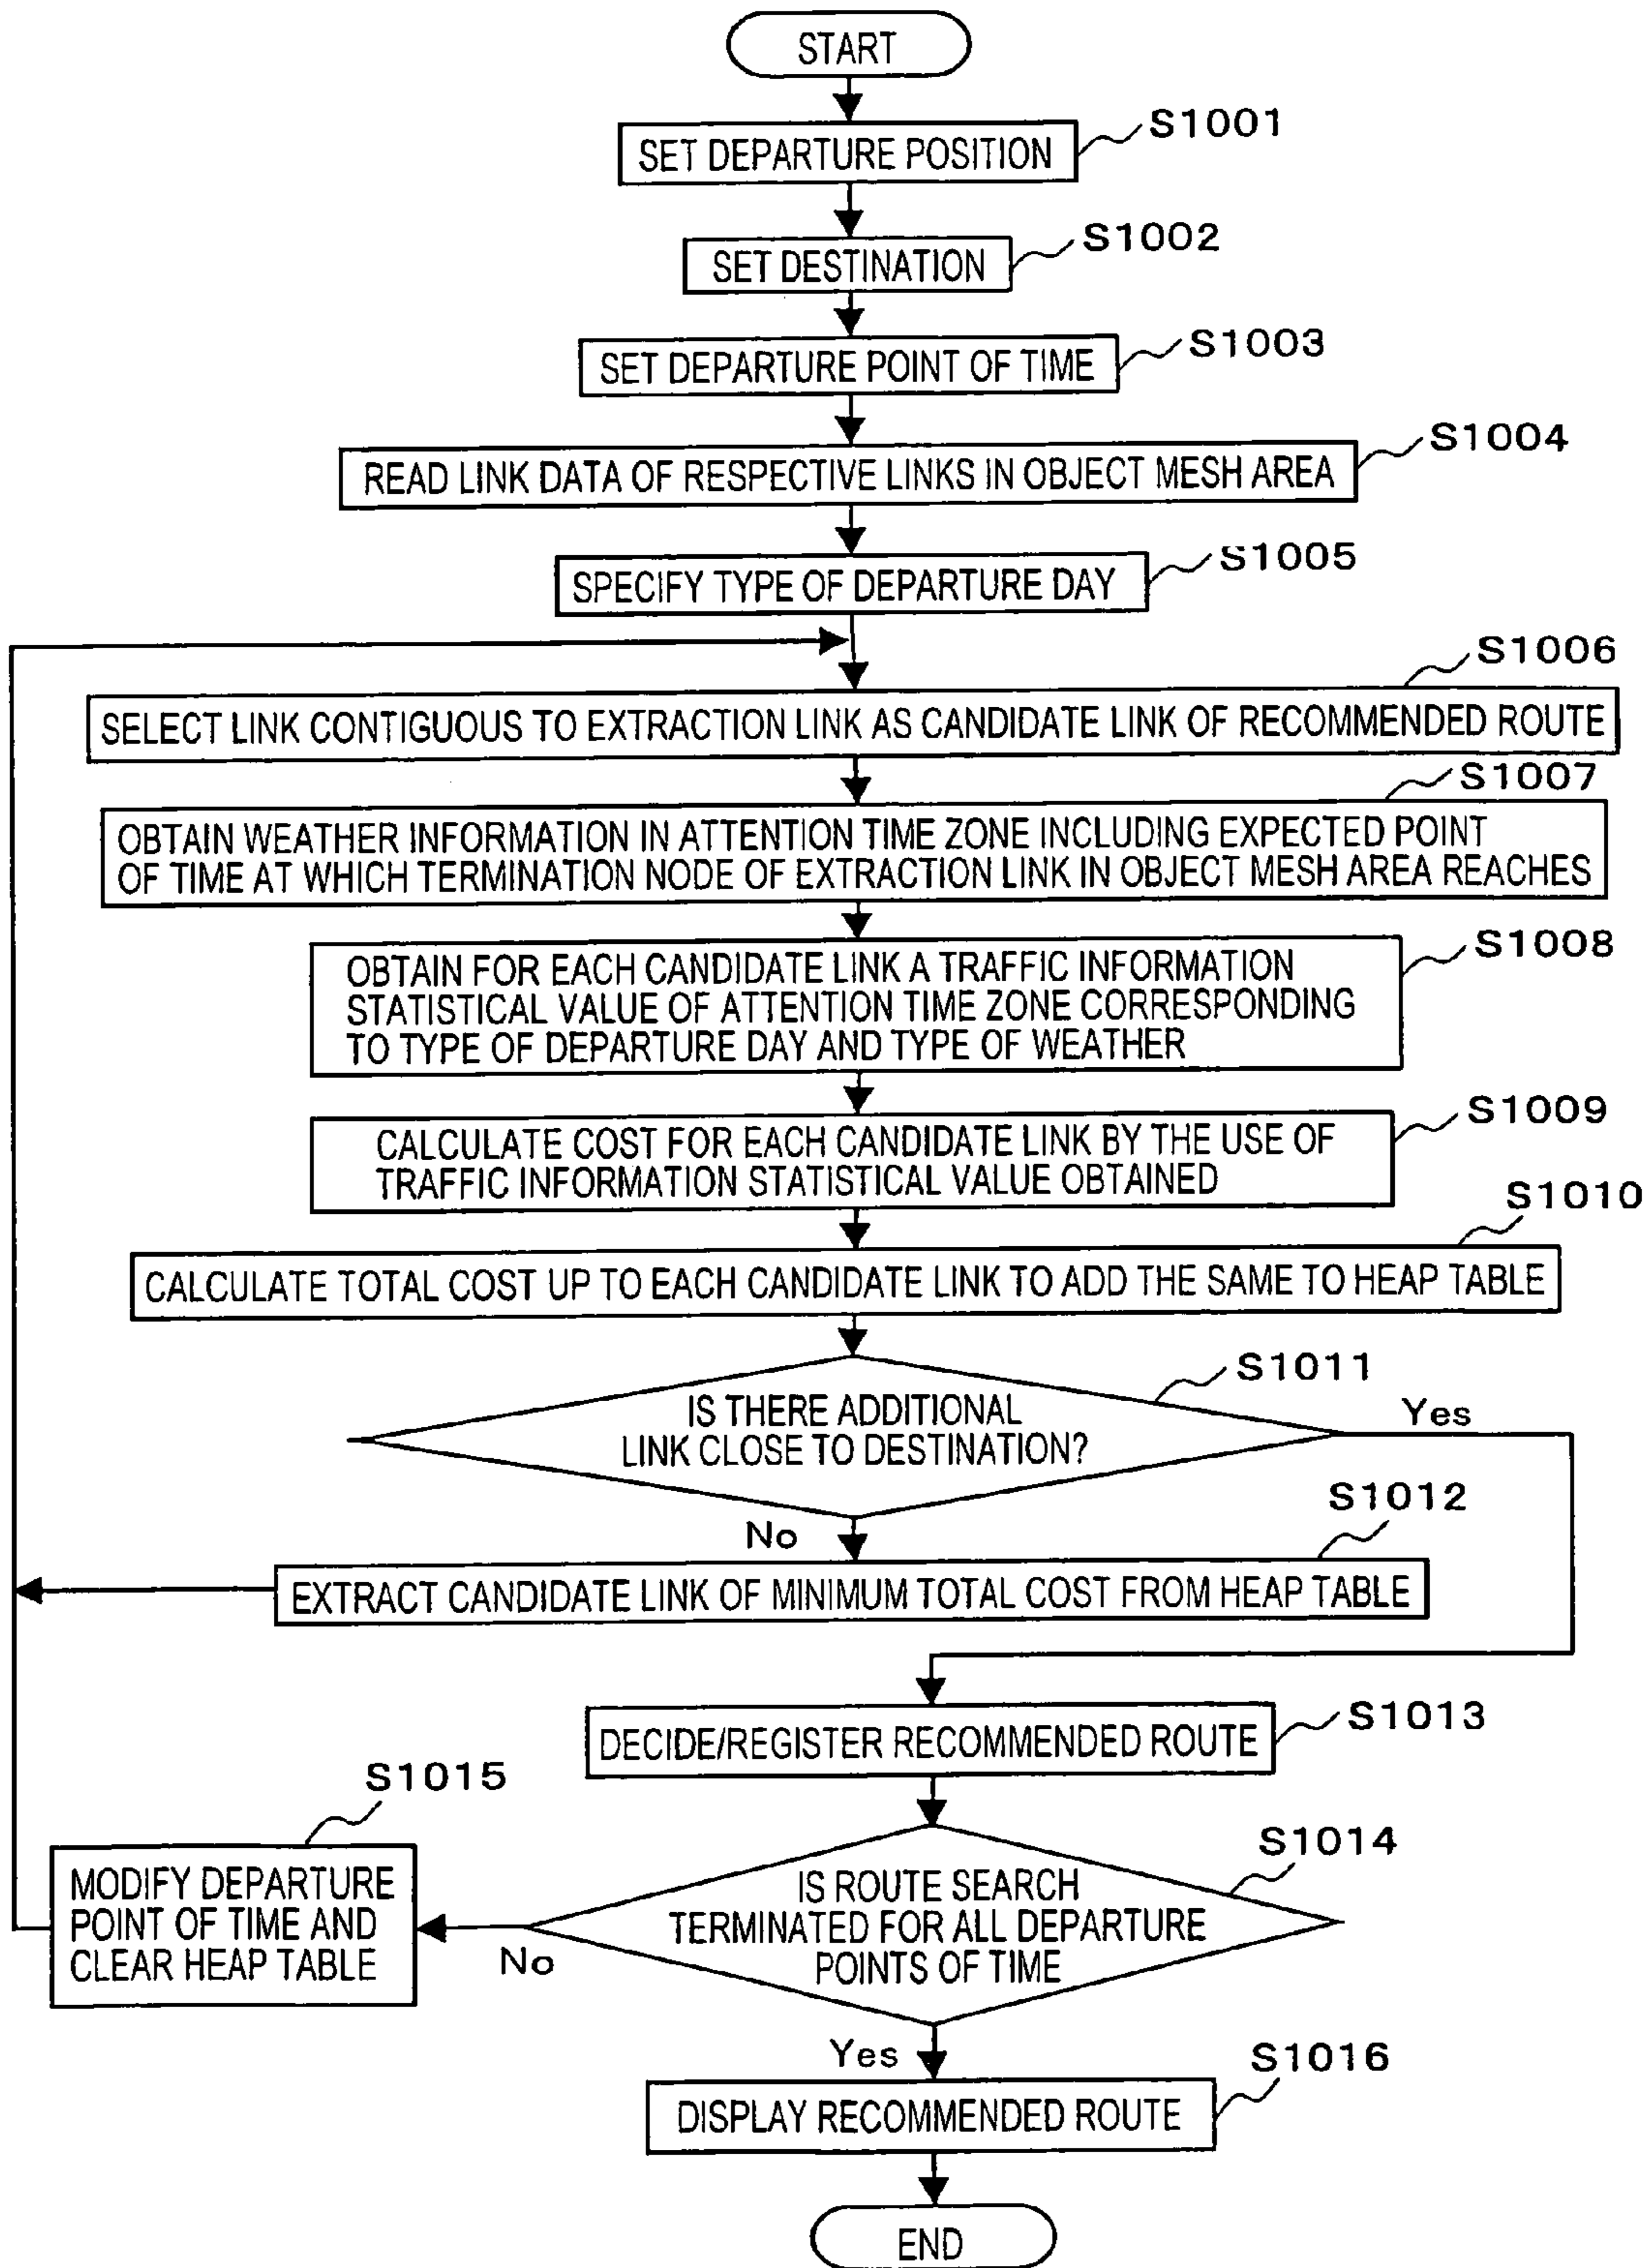 START
S1001
SET DEPARTURE POSITION
S1002
SET DESTINATION
S1003
SET DEPARTURE POINT OF TIME
S1004
READ LINK DATA OF RESPECTIVE LINKS IN OBJECT MESH AREA
S1005
SPECIFY TYPE OF DEPARTURE DAY
S1006
SELECT LINK CONTIGUOUS TO EXTRACTION LINK AS CANDIDATE LINK OF RECOMMENDED ROUTE
S1007
OBTAIN WEATHER INFORMATION IN ATTENTION TIME ZONE INCLUDING EXPECTED POINT
OF TIME AT WHICH TERMINATION NODE OF EXTRACTION LINK IN OBJECT MESH AREA REACHES
S1008
OBTAIN FOR EACH CANDIDATE LINK A TRAFFIC INFORMATION
STATISTICAL VALUE OF ATTENTION TIME ZONE CORRESPONDING
TO TYPE OF DEPARTURE DAY AND TYPE OF WEATHER
S1009
CALCULATE COST FOR EACH CANDIDATE LINK BY THE USE OF
TRAFFIC INFORMATION STATISTICAL VALUE OBTAINED
S1010
CALCULATE TOTAL COST UP TO EACH CANDIDATE LINK TO ADD THE SAME TO HEAP TABLE
S1011
IS THERE ADDITIONAL
LINK CLOSE TO DESTINATION?
Yes
No
S1012
EXTRACT CANDIDATE LINK OF MINIMUM TOTAL COST FROM HEAP TABLE
S1013
DECIDE/REGISTER RECOMMENDED ROUTE
S1014
IS ROUTE SEARCH
TERMINATED FOR ALL DEPARTURE
POINTS OF TIME
No
S1015
MODIFY DEPARTURE
POINT OF TIME AND
CLEAR HEAP TABLE
Yes
S1016
DISPLAY RECOMMENDED ROUTE
END